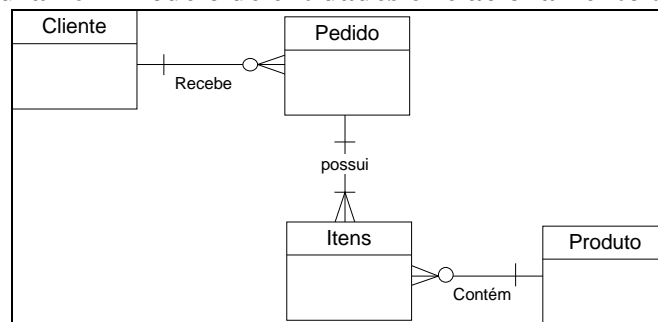 Cliente
Pedido
Recebe
possui
Itens
Produto
Contém